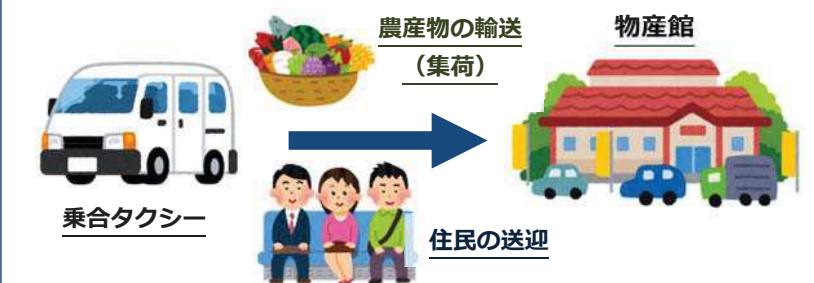 農産物の輸送
（集荷）
物産館
乗合タクシー
住民の送迎